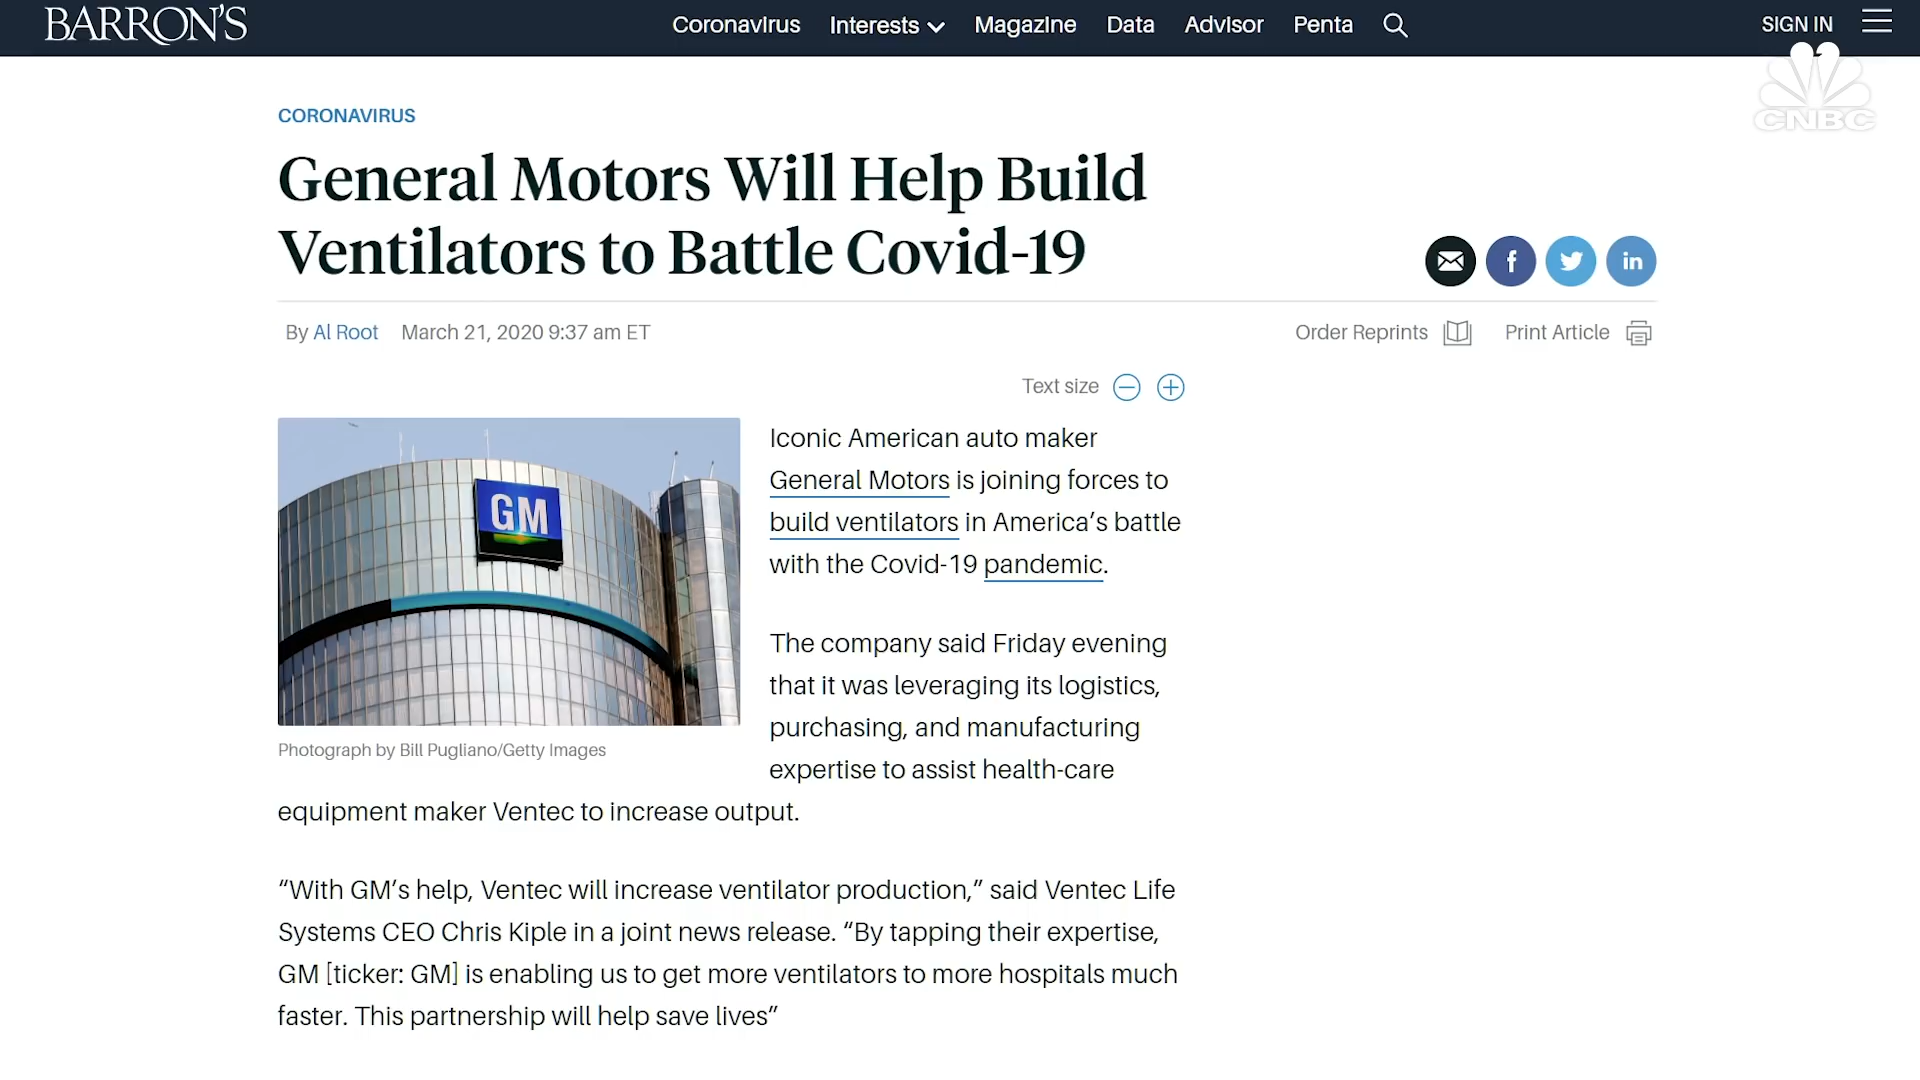 BARRON'S
Coronavirus Interests Magazine Data Advisor Penta
SIGN IN
CNBC
CORONAVIRUS
General Motors Will Help Build
Ventilators to Battle Covid-19
By Al Root March 21, 2020 9:37 am ET
Order Reprints Print Article
Text size
GM
Photograph by Bill Pugliano/Getty Images
Iconic American auto maker
General Motors is joining forces to
build ventilators in America’s battle
with the Covid-19 pandemic.
The company said Friday evening
that it was leveraging its logistics,
purchasing, and manufacturing
expertise to assist health-care
equipment maker Ventec to increase output.
“With GM’s help, Ventec will increase ventilator production,” said Ventec Life
Systems CEO Chris Kiple in a joint news release. “By tapping their expertise,
GM [ticker: GM] is enabling us to get more ventilators to more hospitals much
faster. This partnership will help save lives”